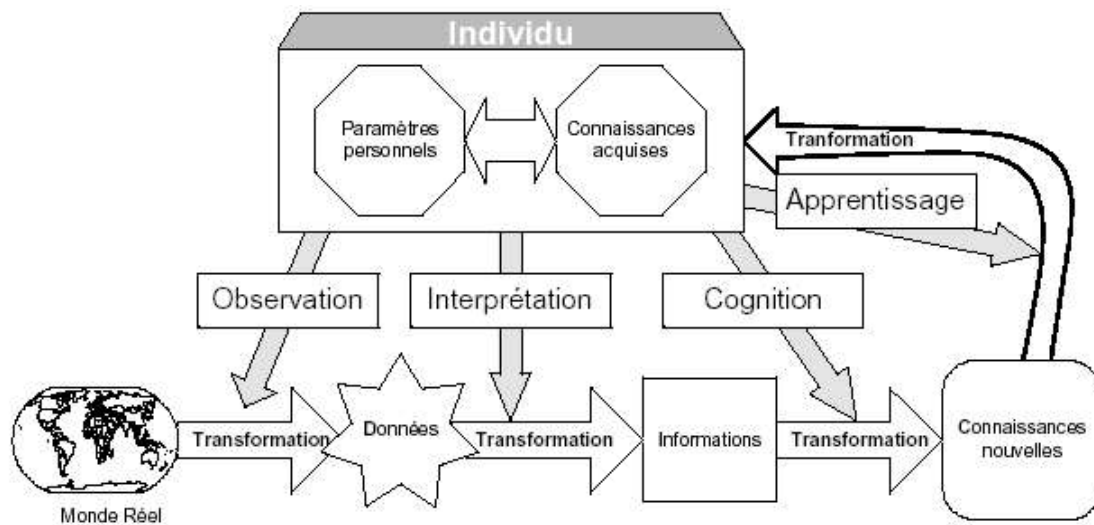 Individu
Paramètres
personnels
Connaissances
acquises
Tranformation
Apprentissage
Observation
Interprétation
Cognition
Transformation
Données
Transformation
Informations
Transformation
Connaissances
nouvelles
Monde Réel